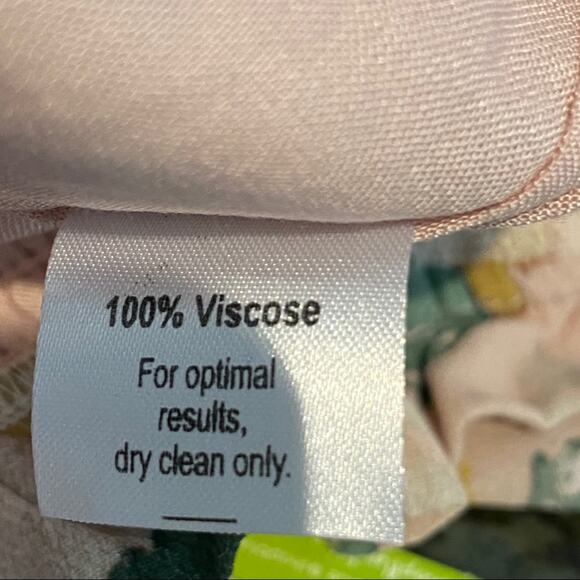 100% Viscose
For optimal
results,
dry clean only.